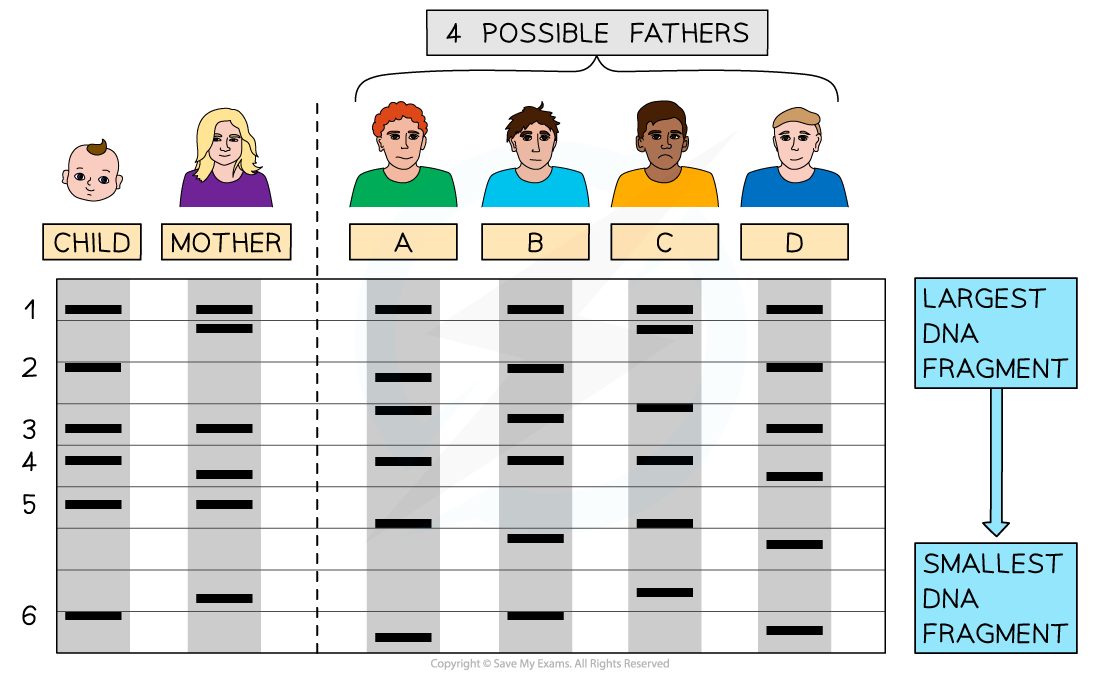 4 POSSIBLE FATHERS
CHILD
MOTHER
A
B
C
D
1
2
3
4
5
6
LARGEST
DNA
FRAGMENT
SMALLEST
DNA
FRAGMENT
Copyright © Save My Exams. All Rights Reserved